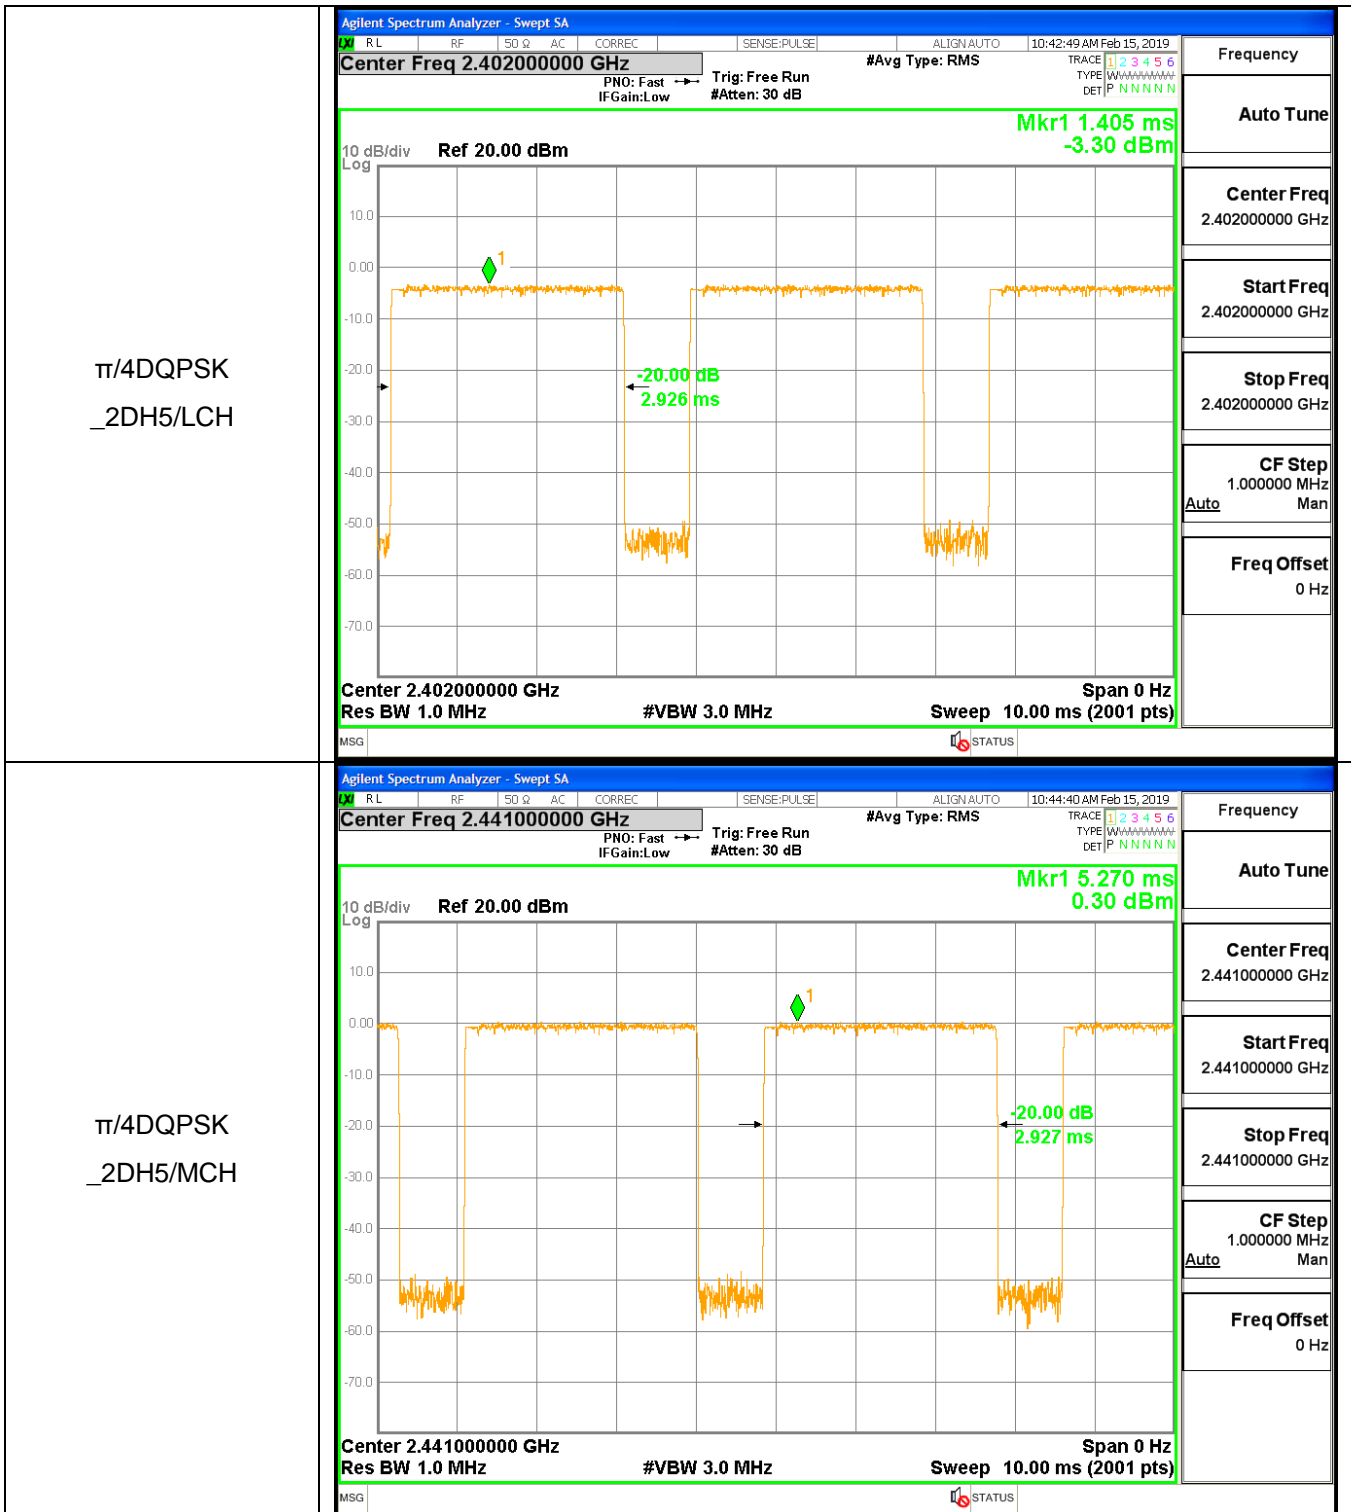 π/4DQPSK
_2DH5/LCH
Agilent Spectrum Analyzer - Swept SA
LXI RL RF 50 Ω AC CORREC SENSE:PULSE ALIGNAUTO 10:42:49 AM Feb 15, 2019
Center Freq 2.402000000 GHz
#Avg Type: RMS
TRACE 1 2 3 4 5 6
PNO: Fast Trig: Free Run
TYPE WWWWWW
IFGain:Low #Atten: 30 dB
DET P N N N N N
Mkr1 1.405 ms
-3.30 dBm
10 dB/div Ref 20.00 dBm
Log
10.0
1
0.00
-10.0
-20.0
-20.00 dB
2.926 ms
-30.0
-40.0
-50.0
-60.0
-70.0
Center 2.402000000 GHz Span 0 Hz
Res BW 1.0 MHz #VBW 3.0 MHz Sweep 10.00 ms (2001 pts)
MSG STATUS
Frequency
Auto Tune
Center Freq
2.402000000 GHz
Start Freq
2.402000000 GHz
Stop Freq
2.402000000 GHz
CF Step
1.000000 MHz
Auto Man
Freq Offset
0 Hz
π/4DQPSK
_2DH5/MCH
Agilent Spectrum Analyzer - Swept SA
LXI RL RF 50 Ω AC CORREC SENSE:PULSE ALIGNAUTO 10:44:40 AM Feb 15, 2019
Center Freq 2.441000000 GHz
#Avg Type: RMS
TRACE 1 2 3 4 5 6
PNO: Fast Trig: Free Run
TYPE WWWWWW
IFGain:Low #Atten: 30 dB
DET P N N N N N
Mkr1 5.270 ms
0.30 dBm
10 dB/div Ref 20.00 dBm
Log
10.0
1
0.00
-10.0
-20.0
-20.00 dB
2.927 ms
-30.0
-40.0
-50.0
-60.0
-70.0
Center 2.441000000 GHz Span 0 Hz
Res BW 1.0 MHz #VBW 3.0 MHz Sweep 10.00 ms (2001 pts)
MSG STATUS
Frequency
Auto Tune
Center Freq
2.441000000 GHz
Start Freq
2.441000000 GHz
Stop Freq
2.441000000 GHz
CF Step
1.000000 MHz
Auto Man
Freq Offset
0 Hz